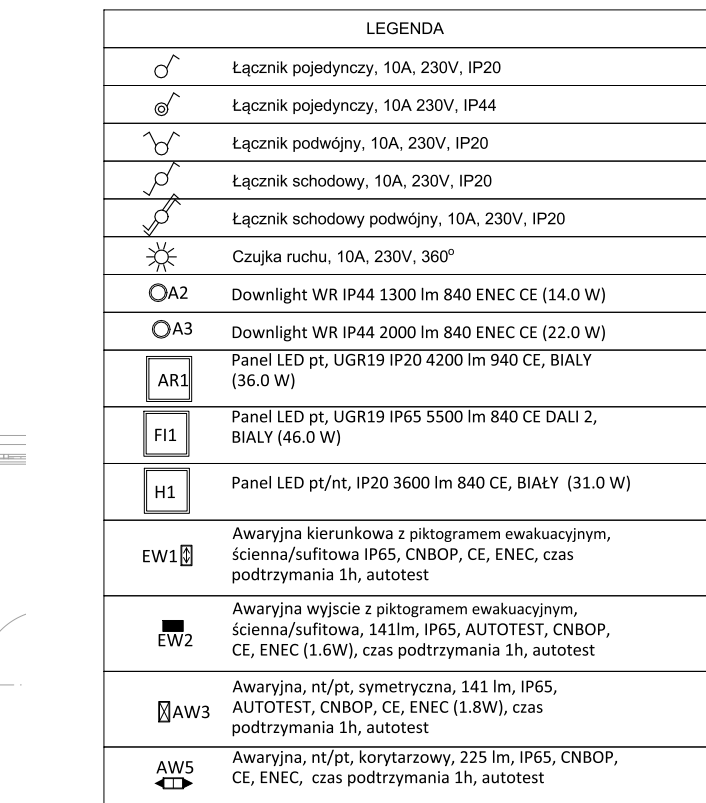 LEGENDA
Łącznik pojedynczy, 10A, 230V, IP20
Łącznik pojedynczy, 10A 230V, IP44
Łącznik podwójny, 10A, 230V, IP20
Łącznik schodowy, 10A, 230V, IP20
Łącznik schodowy podwójny, 10A, 230V, IP20
Czujka ruchu, 10A, 230V, 360°
A2 Downlight WR IP44 1300 lm 840 ENEC CE (14.0 W)
A3 Downlight WR IP44 2000 lm 840 ENEC CE (22.0 W)
AR1
Panel LED pt, UGR19 IP20 4200 lm 940 CE, BIALY
(36.0 W)
FI1
Panel LED pt, UGR19 IP65 5500 lm 840 CE DALI 2,
BIALY (46.0 W)
H1 Panel LED pt/nt, IP20 3600 lm 840 CE, BIAŁY (31.0 W)
EW1
Awaryjna kierunkowa z piktogramem ewakuacyjnym,
ścienna/sufitowa IP65, CNBOP, CE, ENEC, czas
podtrzymania 1h, autotest
EW2
Awaryjna wyjscie z piktogramem ewakuacyjnym,
ścienna/sufitowa, 141lm, IP65, AUTOTEST, CNBOP,
CE, ENEC (1.6W), czas podtrzymania 1h, autotest
AW3
Awaryjna, nt/pt, symetryczna, 141 lm, IP65,
AUTOTEST, CNBOP, CE, ENEC (1.8W), czas
podtrzymania 1h, autotest
AW5
Awaryjna, nt/pt, korytarzowy, 225 lm, IP65, CNBOP,
CE, ENEC, czas podtrzymania 1h, autotest